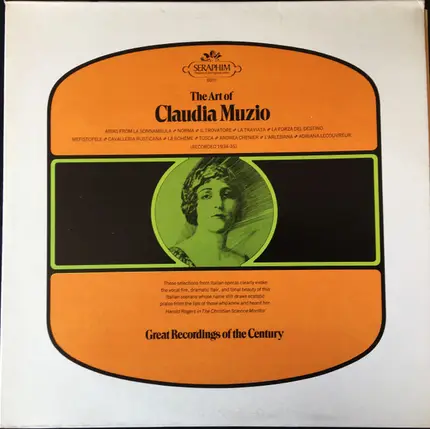 SERAPHIM
The Art of
Claudia Muzio
ARIAS FROM LA SONNAMBULA NORMA IL TROVATORE LA TRAVIATA LA FORZA DEL DESTINO
MEFISTOFELE CAVALLERIA RUSTICANA LA BOHEME TOSCA ANDREA CHENIER L'ARLESIANA ADRIANA LECOUVREUR
(RECORDED 1934-35)
These selections from Italian operas clearly evoke
the vocal fire, dramatic flair, and tonal beauty of this
Italian soprano whose name still draws ecstatic
praise from the lips of those who knew and heard her.
Harold Rogers in The Christian Science Monitor
Great Recordings of the Century